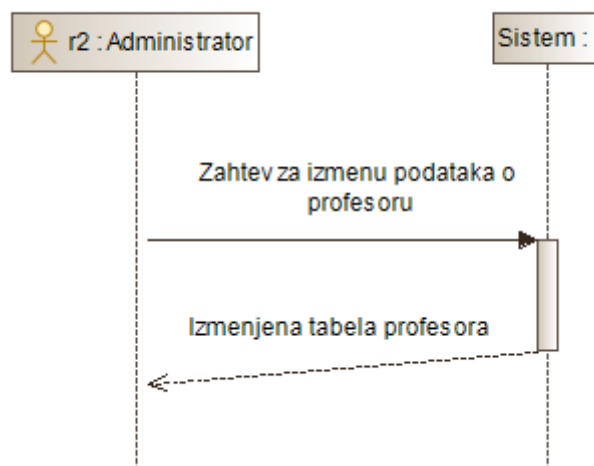 r2 : Administrator
Sistem :
Zahtev za izmenu podataka o
profesoru
Izmenjena tabela profesora